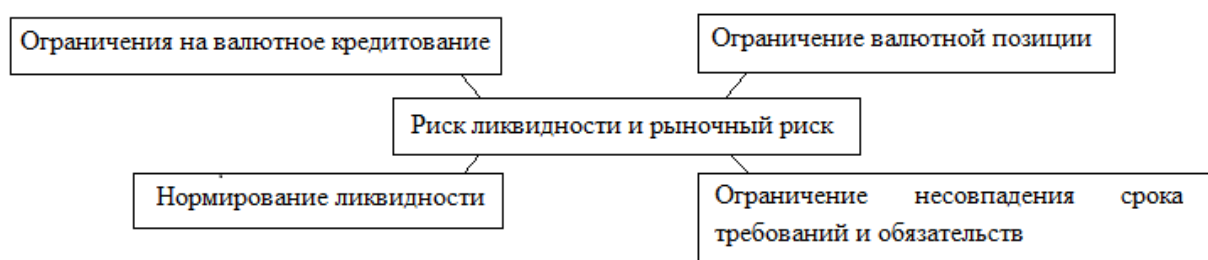 Ограничения на валютное кредитование
Ограничение валютной позиции
Риск ликвидности и рыночный риск
Нормирование ликвидности
Ограничение несовпадения срока
требований и обязательств